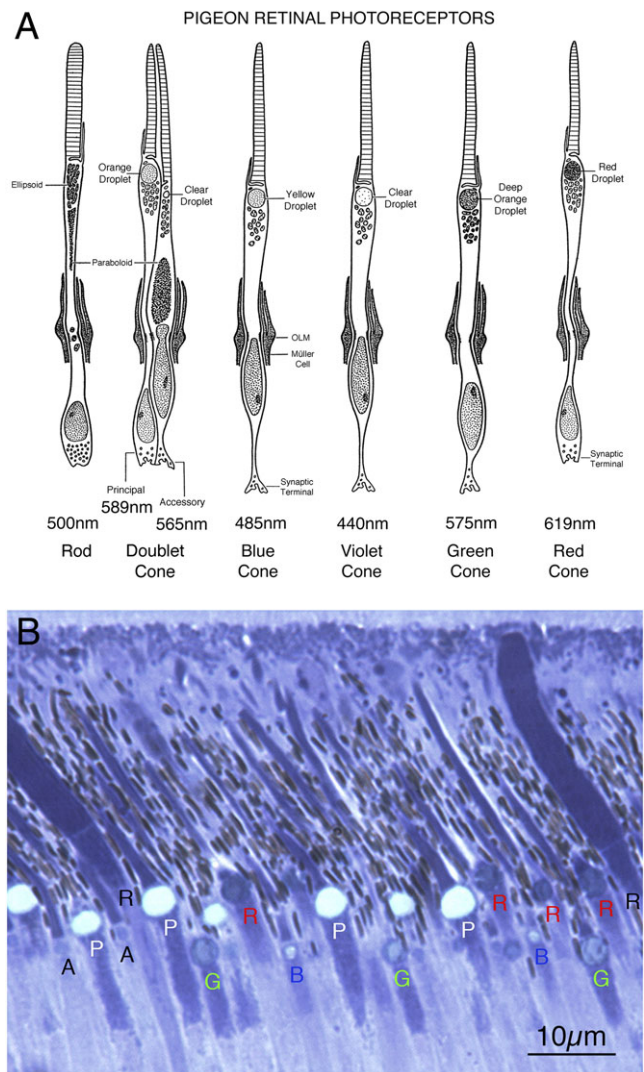 A
PIGEON RETINAL PHOTORECEPTORS
Ellipsoid
Orange
Droplet
Clear
Droplet
Paraboloid
Yellow
Droplet
Clear
Droplet
Deep
Orange
Droplet
Red
Droplet
OLM
Müller
Cell
Principal
Accessory
Synaptic
Terminal
Synaptic
Terminal
500nm
589nm
565nm
485nm
440nm
575nm
619nm
Rod
Doublet
Cone
Blue
Cone
Violet
Cone
Green
Cone
Red
Cone
B
R R P P R R R R
A P A G B G B G
10µm